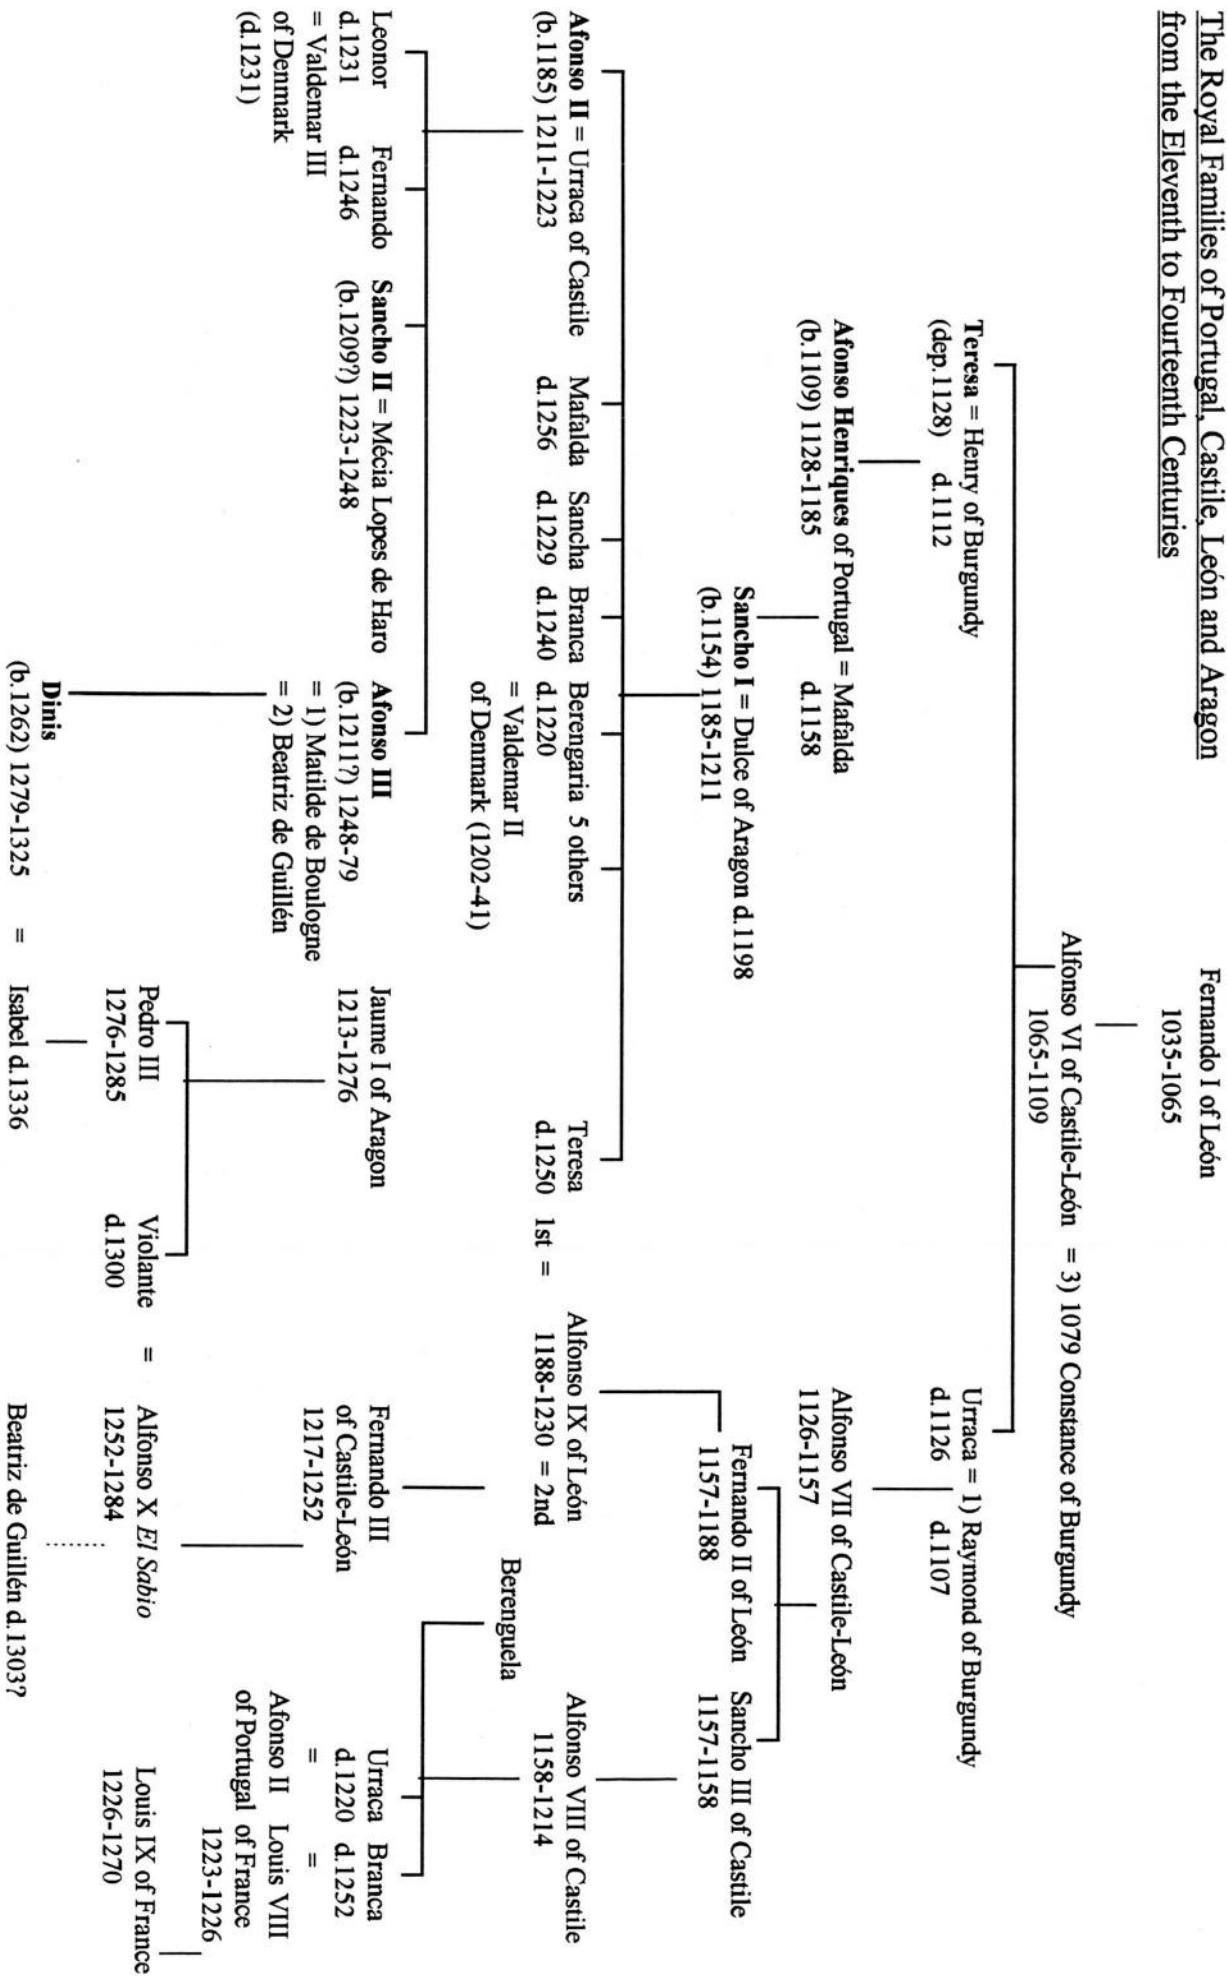 The Royal Families of Portugal, Castile, León and Aragon
from the Eleventh to Fourteenth Centuries
Fernando I of León
1035-1065
Alfonso VI of Castile-León = 3) 1079 Constance of Burgundy
1065-1109
Teresa = Henry of Burgundy
(dep.1128) d.1112
Urraca = 1) Raymond of Burgundy
d.1126 d.1107
Afonso Henriques of Portugal = Mafalda
(b.1109) 1128-1185 d.1158
Alfonso VII of Castile-León
1126-1157
Sancho I = Dulce of Aragon d.1198
(b.1154) 1185-1211
Fernando II of León
1157-1188
Sancho III of Castile
1157-1158
Afonso II = Urraca of Castile
(b.1185) 1211-1223
Mafalda
d.1256
Sancha
d.1229
Branca
d.1240
Berengaria
d.1220
= Valdemar II
of Denmark (1202-41)
5 others
Teresa
d.1250 1st =
Alfonso IX of León
1188-1230 = 2nd
Berenguela
Alfonso VIII of Castile
1158-1214
Leonor
d.1231
= Valdemar III
of Denmark
(d.1231)
Fernando
d.1246
Sancho II = Mécia Lopes de Haro
(b.1209?) 1223-1248
Afonso III
(b.1211?) 1248-79
= 1) Matilde de Boulogne
= 2) Beatriz de Guillén
Jaume I of Aragon
1213-1276
Fernando III
of Castile-León
1217-1252
Urraca
d.1220
=
Afonso II
of Portugal
Branca
d.1252
=
Louis VIII
of France
1223-1226
Pedro III
1276-1285
Violante =
d.1300
Alfonso X El Sabio
1252-1284
Louis IX of France
1226-1270
Dinis
(b.1262) 1279-1325 = Isabel d.1336
Beatriz de Guillén d.1303?